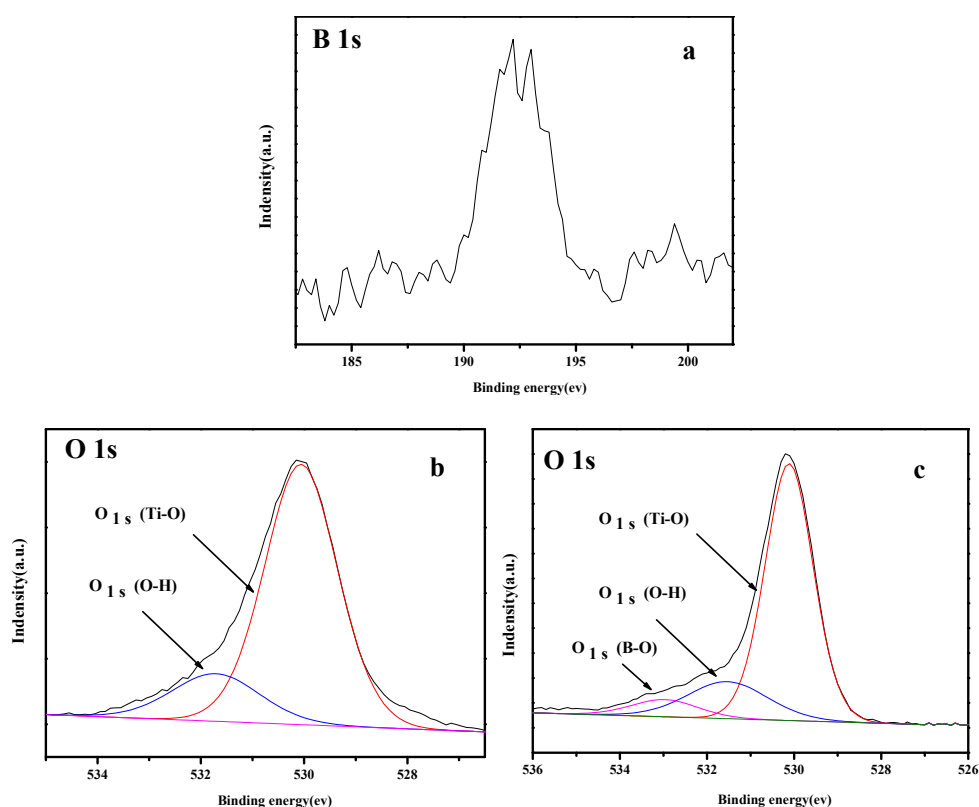 B 1s
a
Indensity(a.u.)
185 190 195 200
Binding energy(ev)
O 1s
b
O 1 s (Ti-O)
O 1 s (O-H)
Indensity(a.u.)
534 532 530 528
Binding energy(ev)
O 1s
c
O 1 s (Ti-O)
O 1 s (O-H)
O 1 s (B-O)
Indensity(a.u.)
536 534 532 530 528 526
Binding energy(ev)